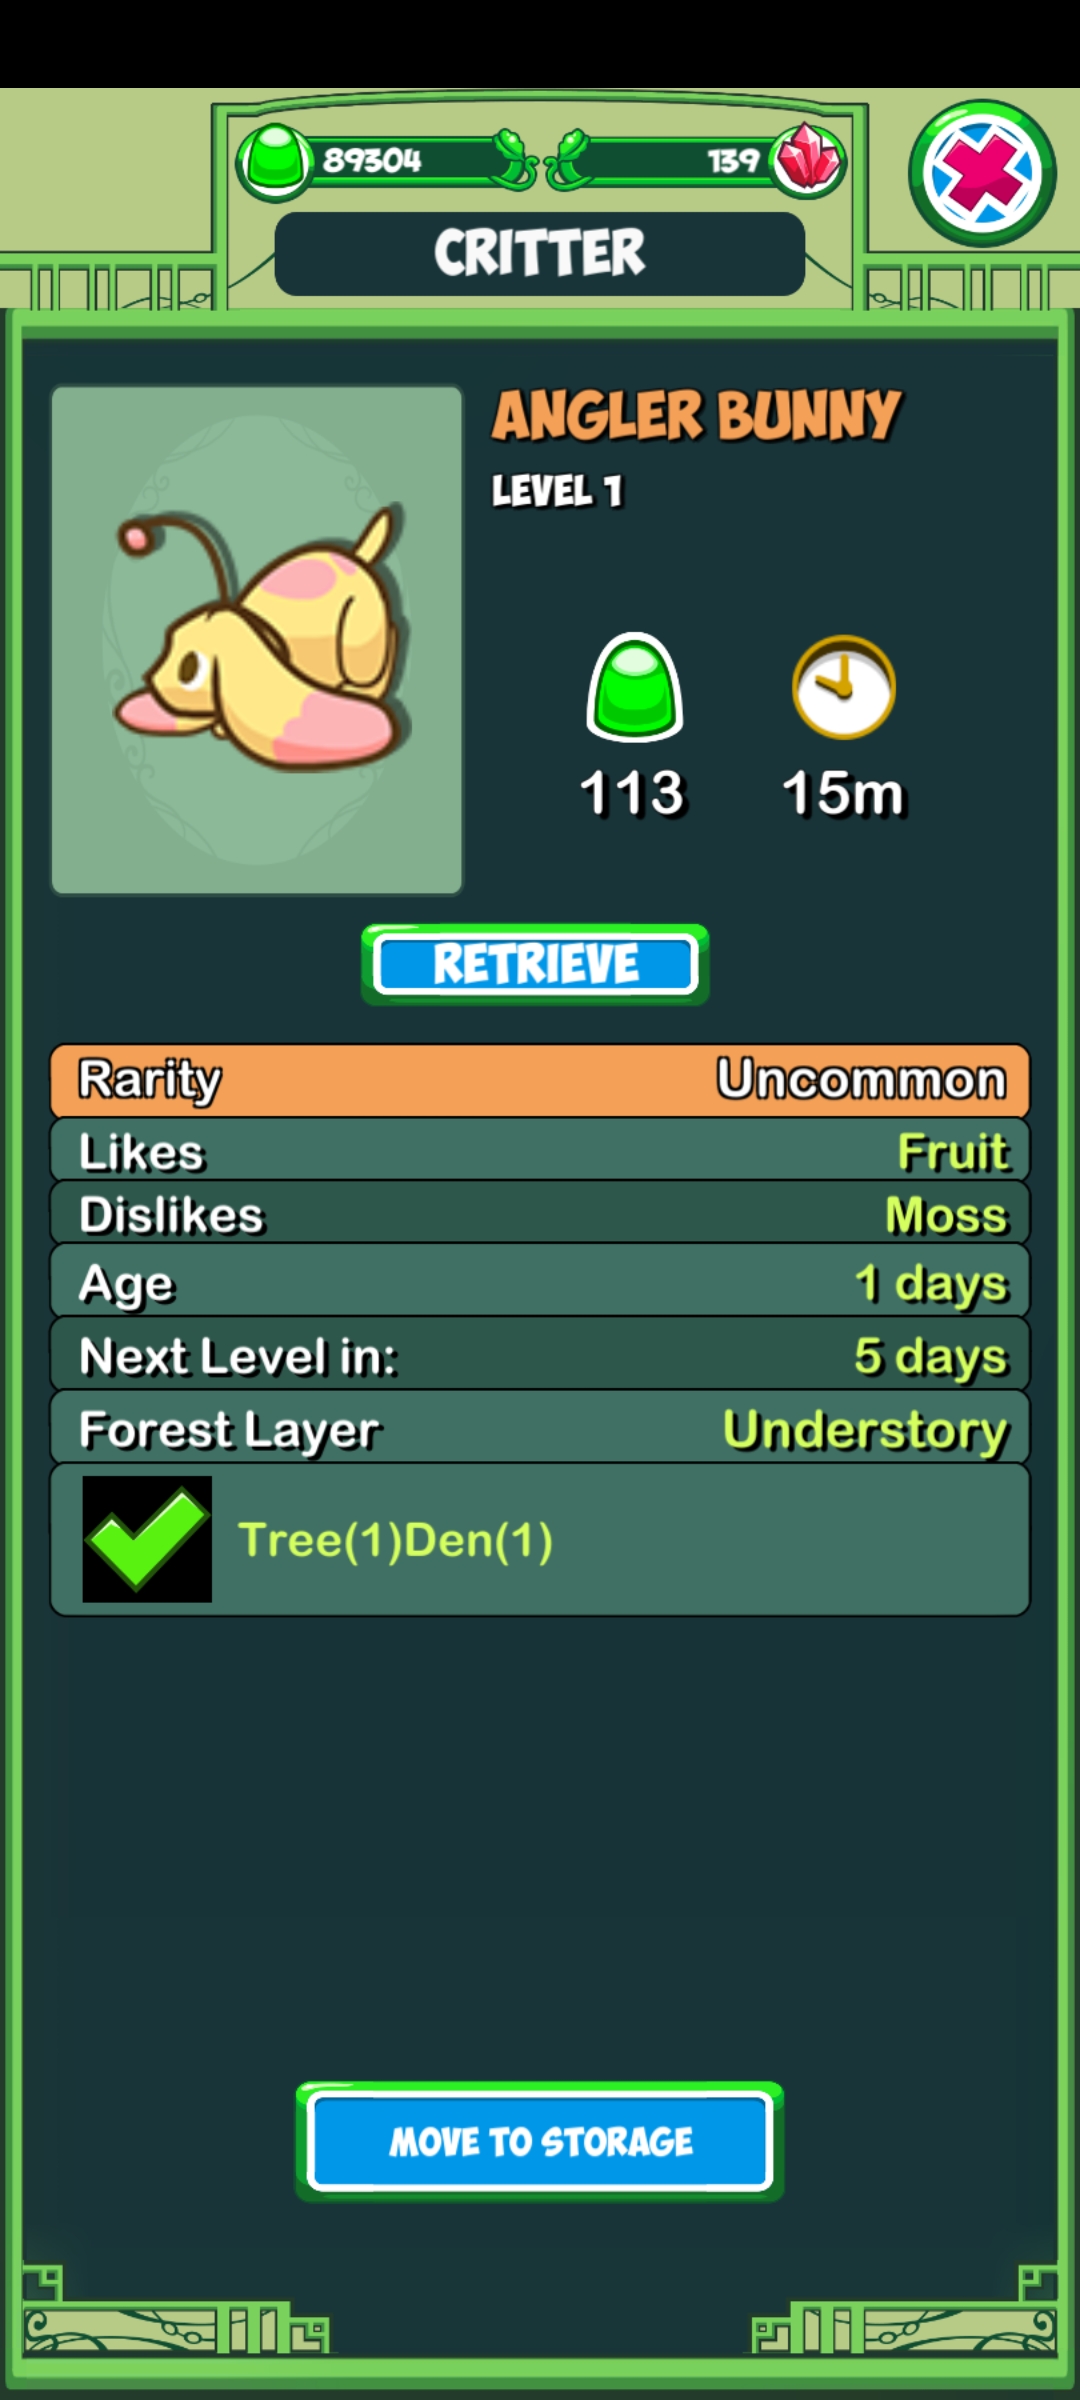 89304 139
CRITTER
ANGLER BUNNY
LEVEL 1
113 15m
RETRIEVE
Rarity Uncommon
Likes Fruit
Dislikes Moss
Age 1 days
Next Level in: 5 days
Forest Layer Understory
Tree(1)Den(1)
MOVE TO STORAGE